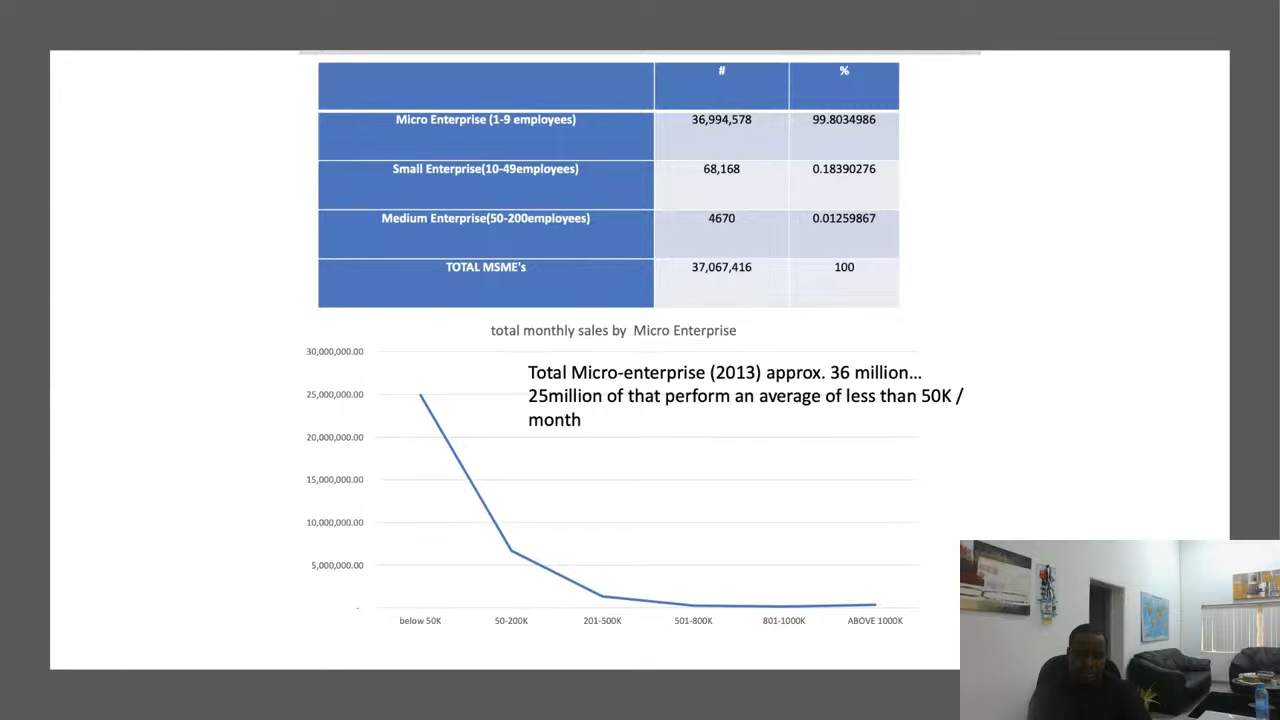 # %
Micro Enterprise (1-9 employees) 36,994,578 99.8034986
Small Enterprise(10-49employees) 68,168 0.18390276
Medium Enterprise(50-200employees) 4670 0.01259867
TOTAL MSME's 37,067,416 100
total monthly sales by Micro Enterprise
Total Micro-enterprise (2013) approx. 36 million...
25million of that perform an average of less than 50K /
month
30,000,000.00
25,000,000.00
20,000,000.00
15,000,000.00
10,000,000.00
5,000,000.00
-
below 50K 50-200K 201-500K 501-800K 801-1000K ABOVE 1000K